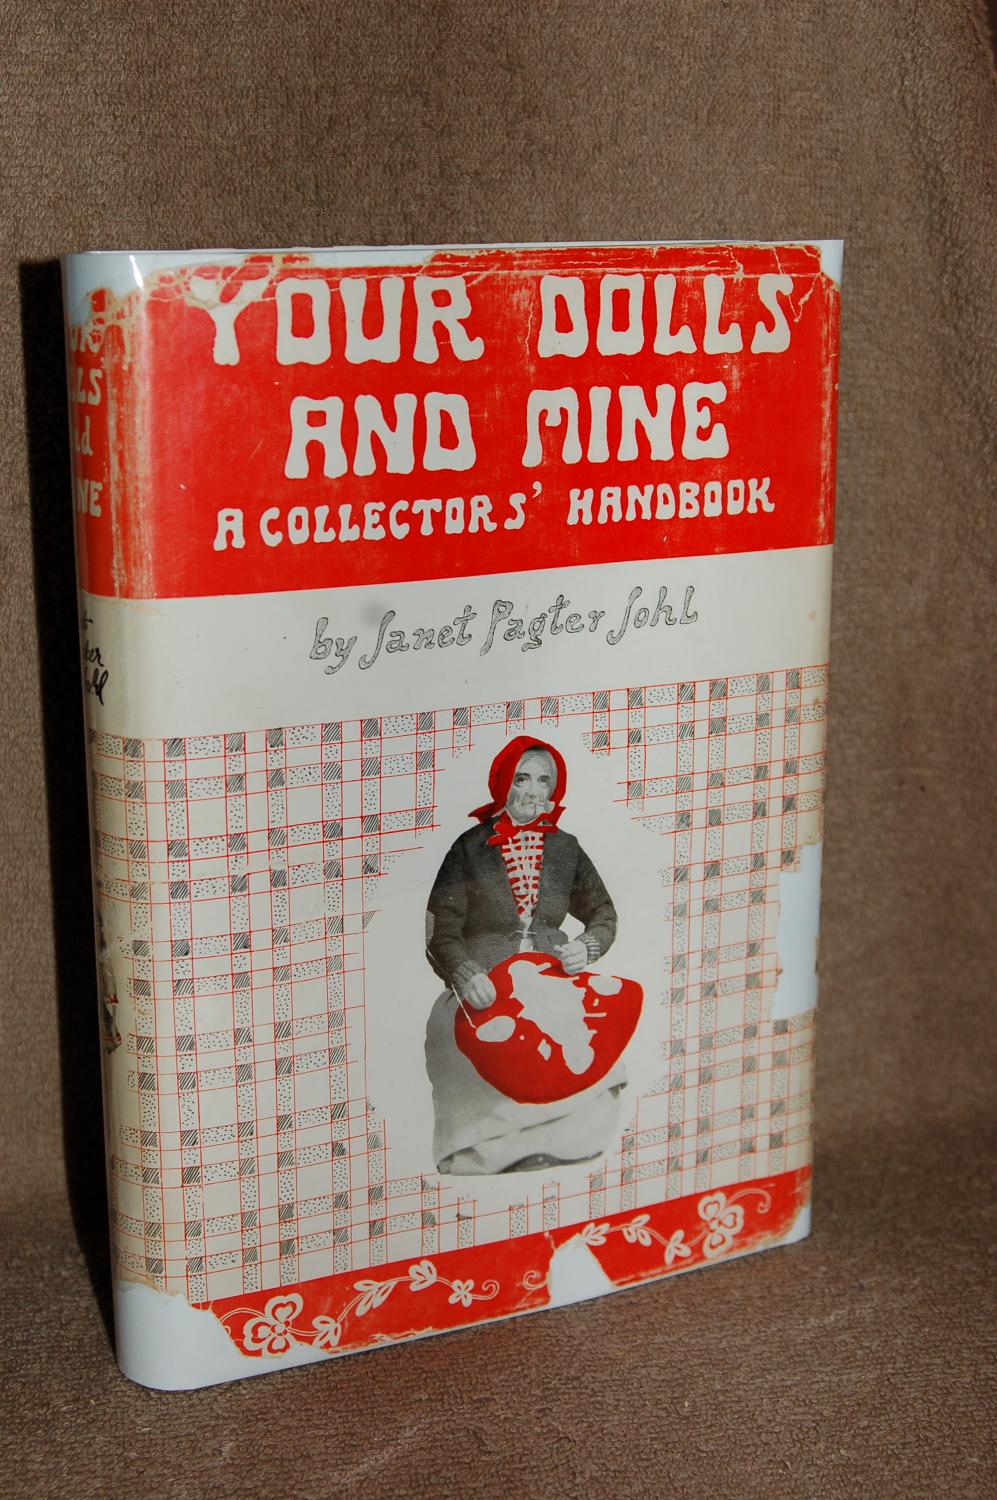 YOUR DOLLS
AND MINE
A COLLECTORS' HANDBOOK
by Janet Pagter Johl